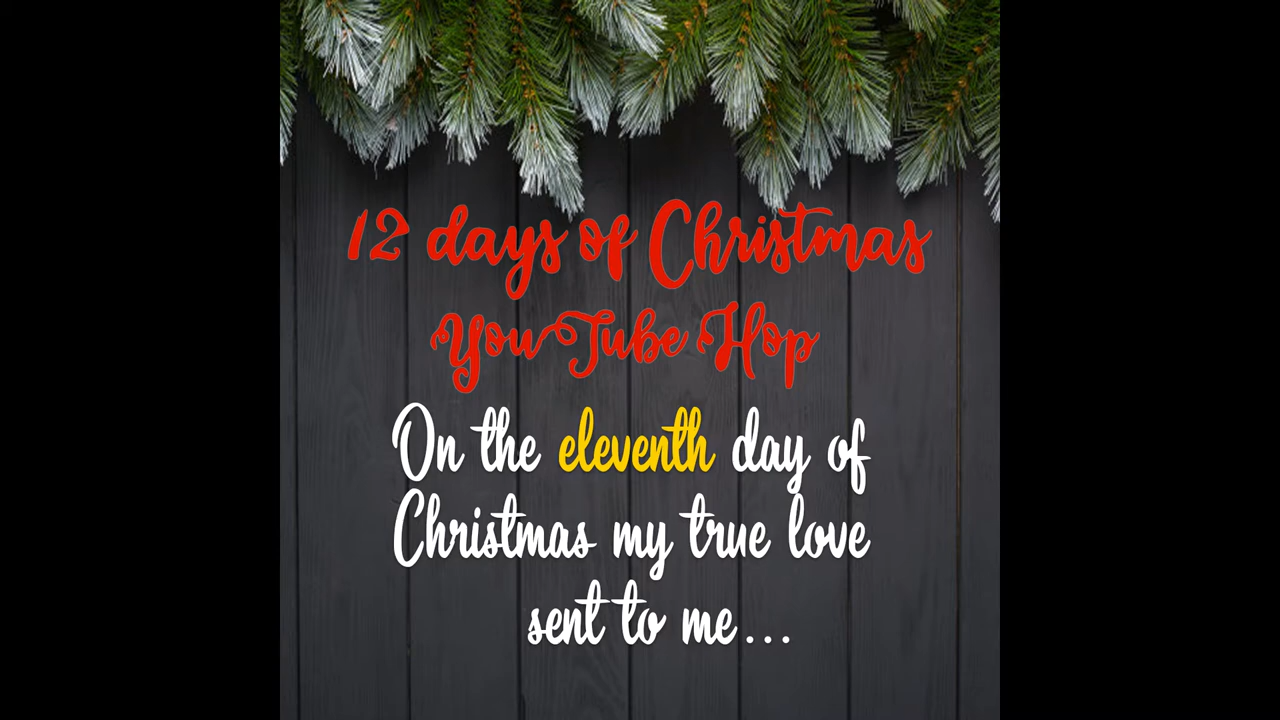 12 days of Christmas
YouTube Hop
On the eleventh day of
Christmas my true love
sent to me...